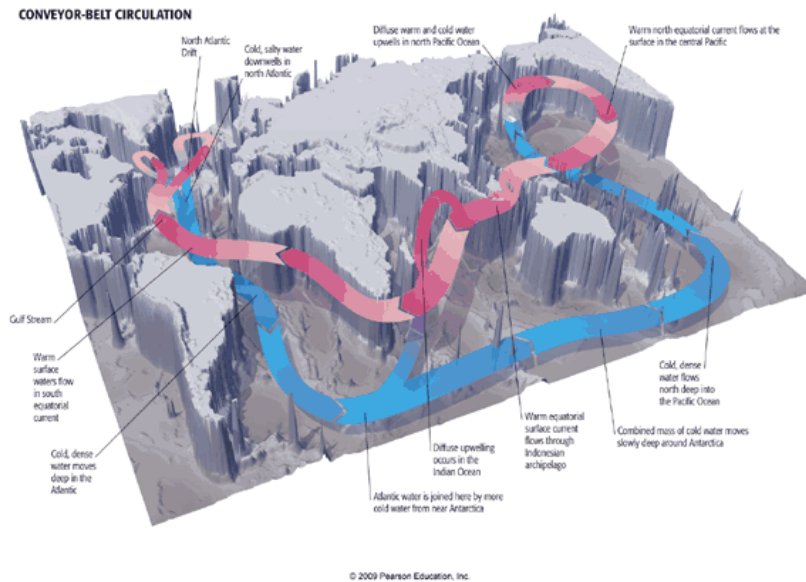 CONVEYOR-BELT CIRCULATION
North Atlantic
Drift
Cold, salty water
downwells in
north Atlantic
Diffuse warm and cold water
upwells in north Pacific Ocean
Warm north equatorial current flows at the
surface in the central Pacific
Gulf Stream
Warm
surface
waters flow
in south
equatorial
current
Cold, dense
water moves
deep in the
Atlantic
Atlantic water is joined here by more
cold water from near Antarctica
Diffuse upwelling
occurs in the
Indian Ocean
Warm equatorial
surface current
flows through
Indonesian
archipelago
Combined mass of cold water moves
slowly deep around Antarctica
Cold, dense
water flows
north deep into
the Pacific Ocean
© 2009 Pearson Education, Inc.